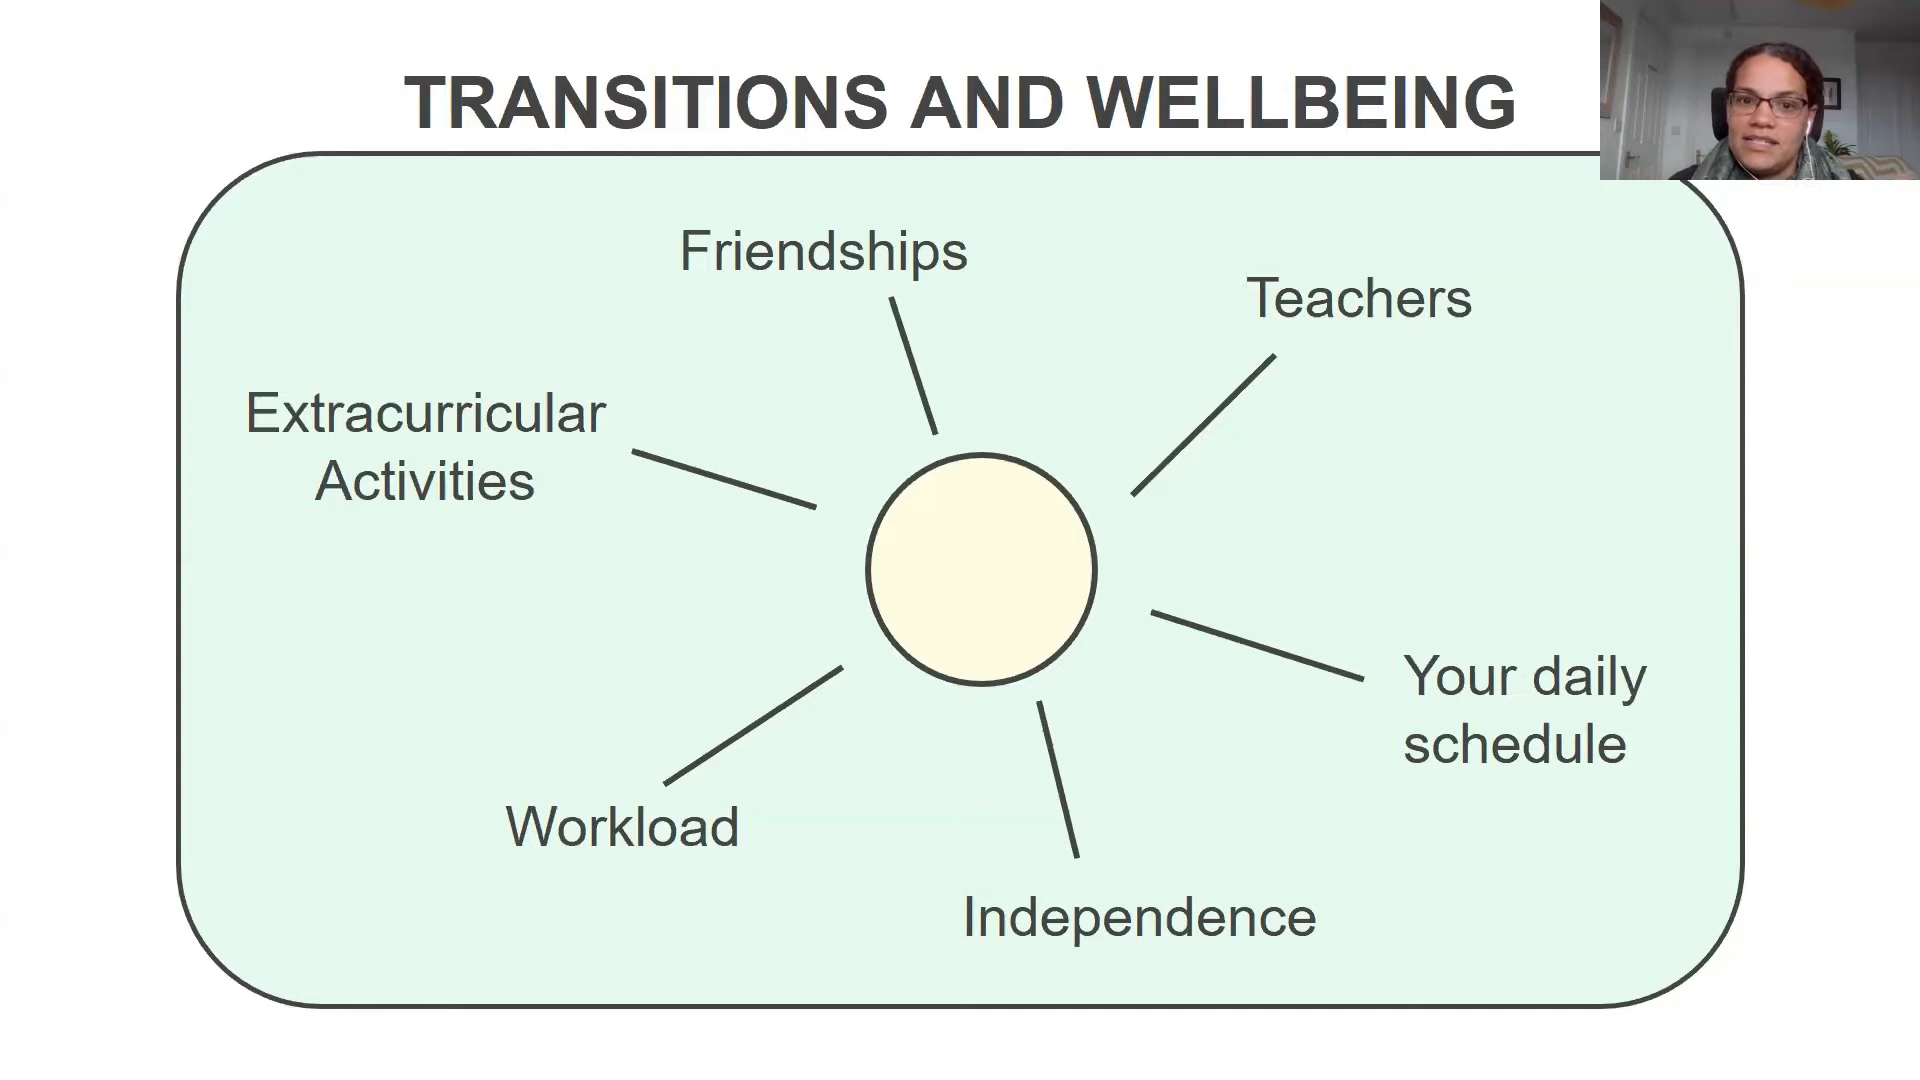 TRANSITIONS AND WELLBEING
Friendships
Teachers
Extracurricular
Activities
Your daily
schedule
Workload
Independence